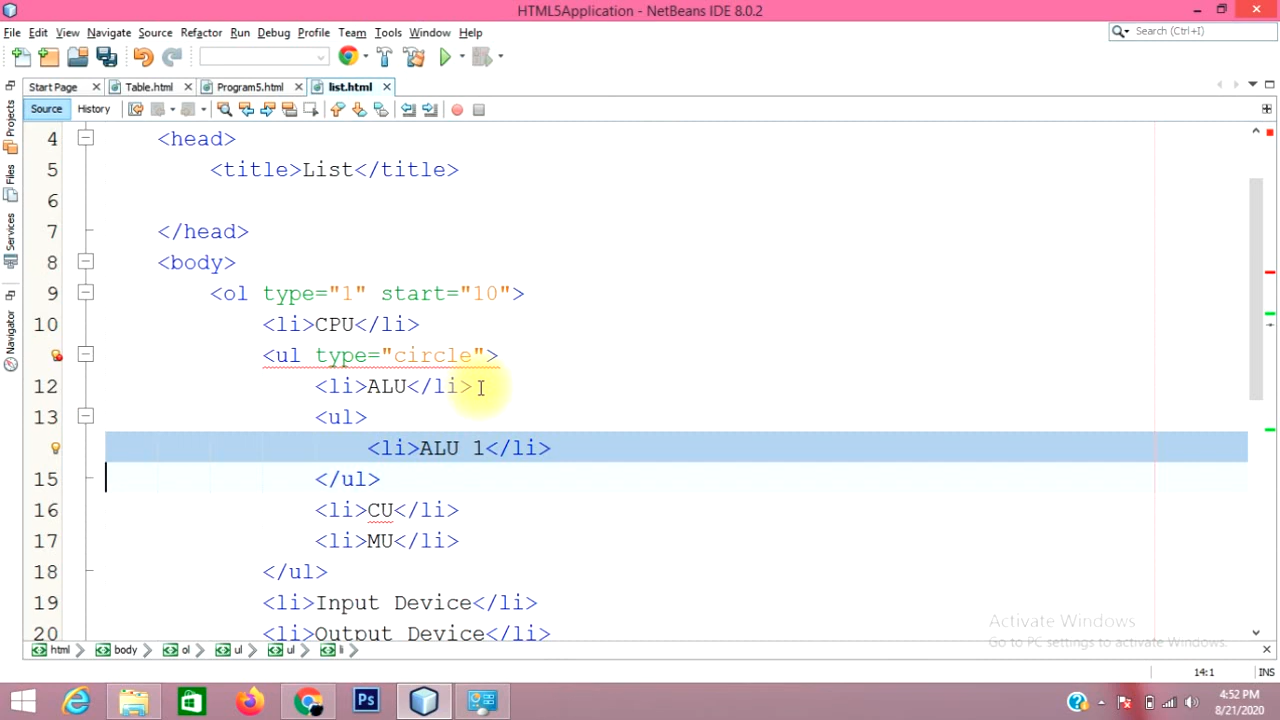 HTML5Application - NetBeans IDE 8.0.2
File Edit View Navigate Source Refactor Run Debug Profile Team Tools Window Help
Search (Ctrl+I)
Start Page Table.html Program5.html list.html
Source History
Projects
Files
Services
Navigator
4 <head>
5 <title>List</title>
6
7 </head>
8 <body>
9 <ol type="1" start="10">
10 <li>CPU</li>
<ul type="circle">
12 <li>ALU</li>
13 <ul>
<li>ALU 1</li>
15 </ul>
16 <li>CU</li>
17 <li>MU</li>
18 </ul>
19 <li>Input Device</li>
20 <li>Output Device</li>
Activate Windows
Go to PC settings to activate Windows.
html body ol ul ul li
14:1 INS
Ps
4:52 PM
8/21/2020